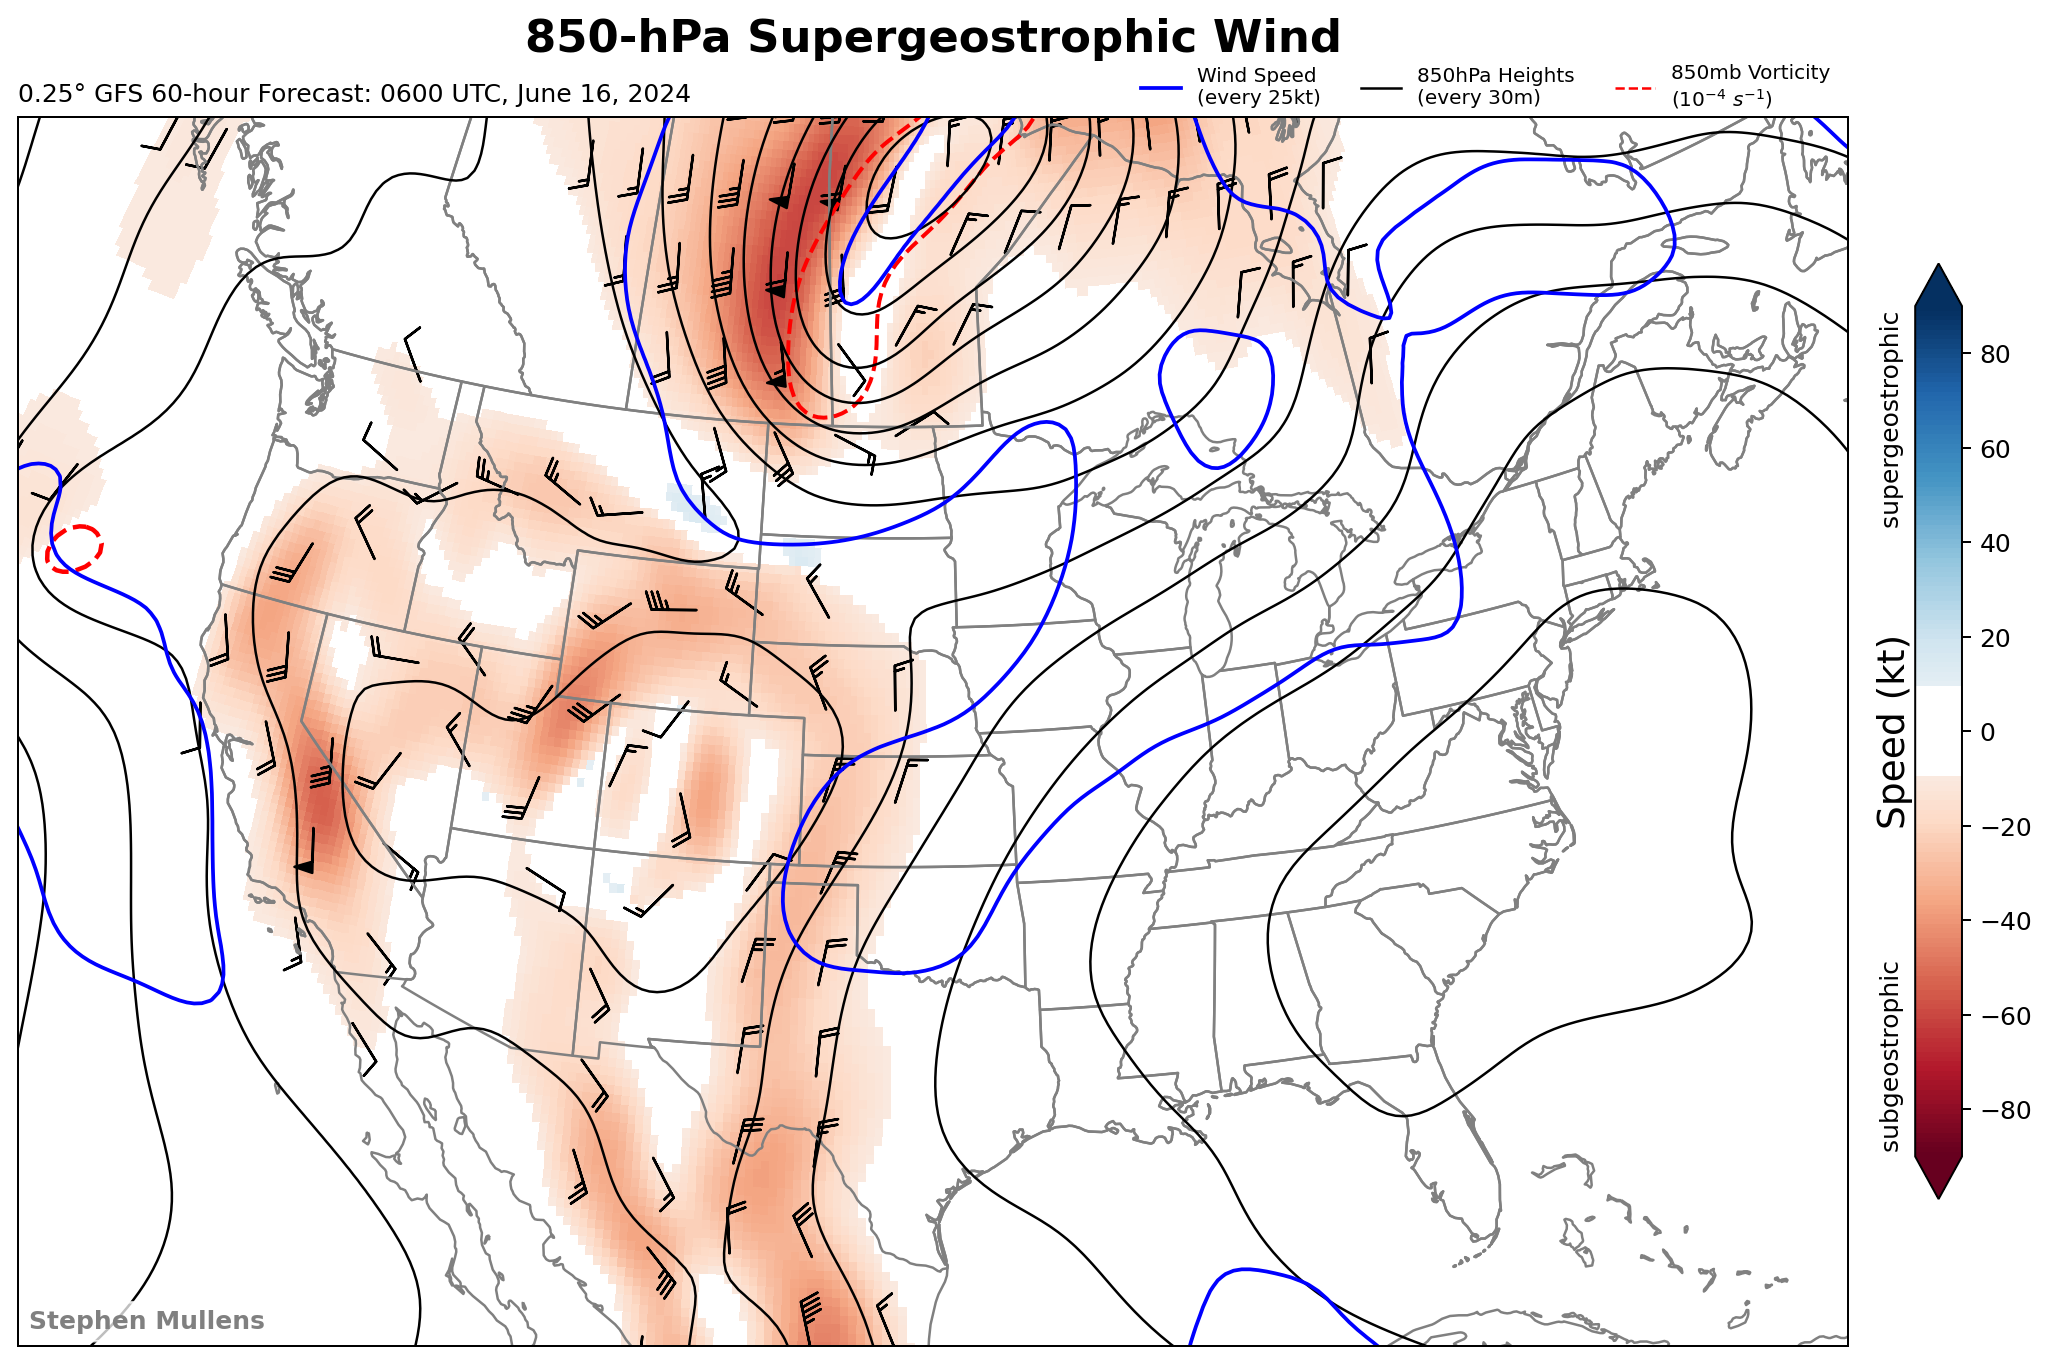 850-hPa Supergeostrophic Wind
0.25° GFS 60-hour Forecast: 0600 UTC, June 16, 2024
Wind Speed
(every 25kt)
850hPa Heights
(every 30m)
850mb Vorticity
(10⁻⁴ s⁻¹)
supergeostrophic
Speed (kt)
subgeostrophic
80
60
40
20
0
−20
−40
−60
−80
Stephen Mullens